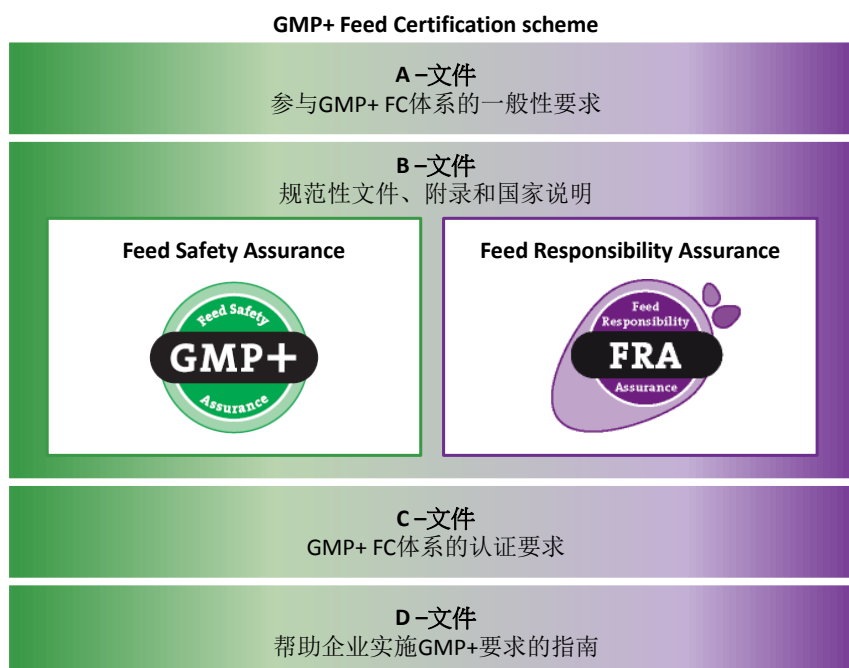 GMP+ Feed Certification scheme
A –文件
参与GMP+ FC体系的一般性要求
B –文件
规范性文件、附录和国家说明
Feed Safety Assurance
Feed Safety
GMP+
Assurance
Feed Responsibility Assurance
Feed
Responsibility
FRA
Assurance
C –文件
GMP+ FC体系的认证要求
D –文件
帮助企业实施GMP+要求的指南